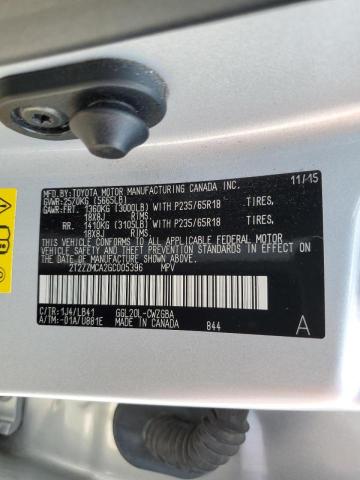 MFD.BY:TOYOTA MOTOR MANUFACTURING CANADA INC. 11/15
GVWR:2570KG (5665LB)
GAWR:FRT. 1360KG (3000LB) WITH P235/65R18 TIRES,
18X8J RIMS,
RR. 1410KG (3105LB) WITH P235/65R18 TIRES,
18X8J RIMS,
THIS VEHICLE CONFORMS TO ALL APPLICABLE FEDERAL MOTOR
VEHICLE SAFETY STANDARDS IN EFFECT ON THE
DATE OF MANUFACTURE SHOWN ABOVE.
2T2ZZMCA2GC005396 MPV
C/TR:1J4/LB41 GGL20L-CWZGBA
A/TM:-01A/U881E MADE IN CANADA 844 A